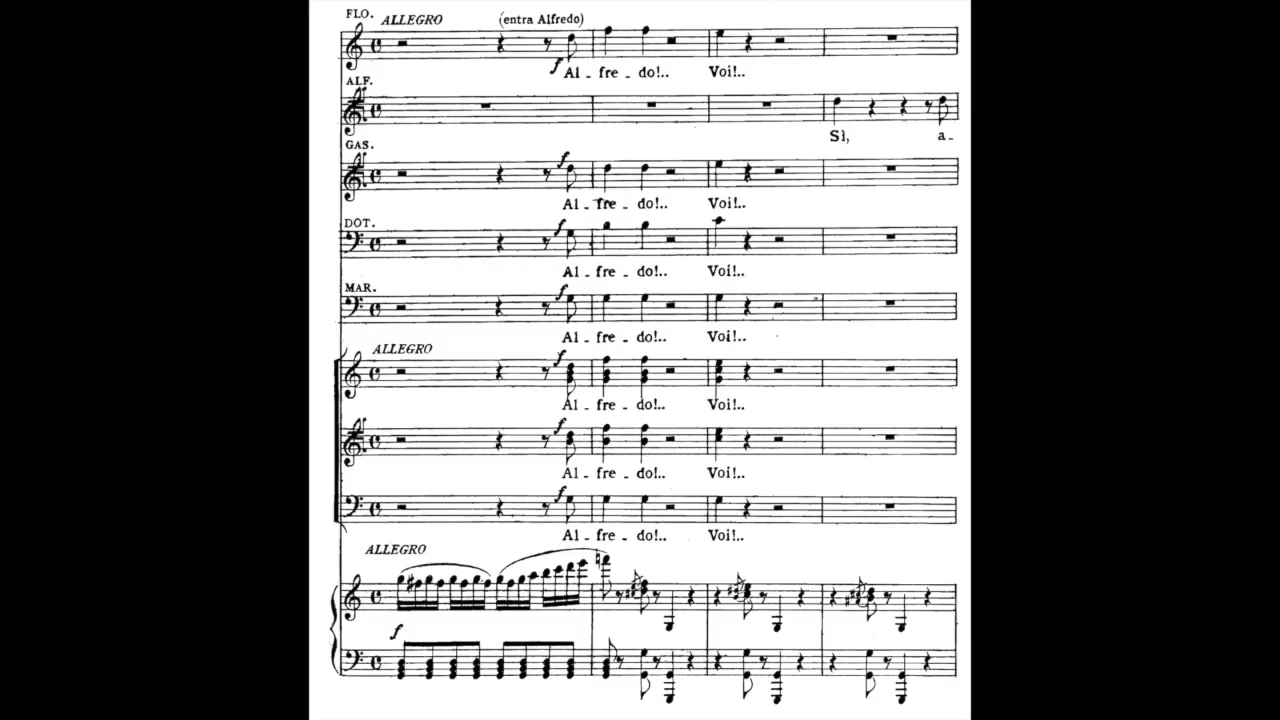 FLO. ALLEGRO (entra Alfredo)
f Al - fre - do!.. Voi!..
ALF.
Sì, a-
GAS.
f
Al - fre - do!.. Voi!..
DOT.
f
Al - fre - do!.. Voi!..
MAR.
f
Al - fre - do!.. Voi!..
ALLEGRO
f
Al - fre - do!.. Voi!..
f
Al - fre - do!.. Voi!..
f
Al - fre - do!.. Voi!..
ALLEGRO
f